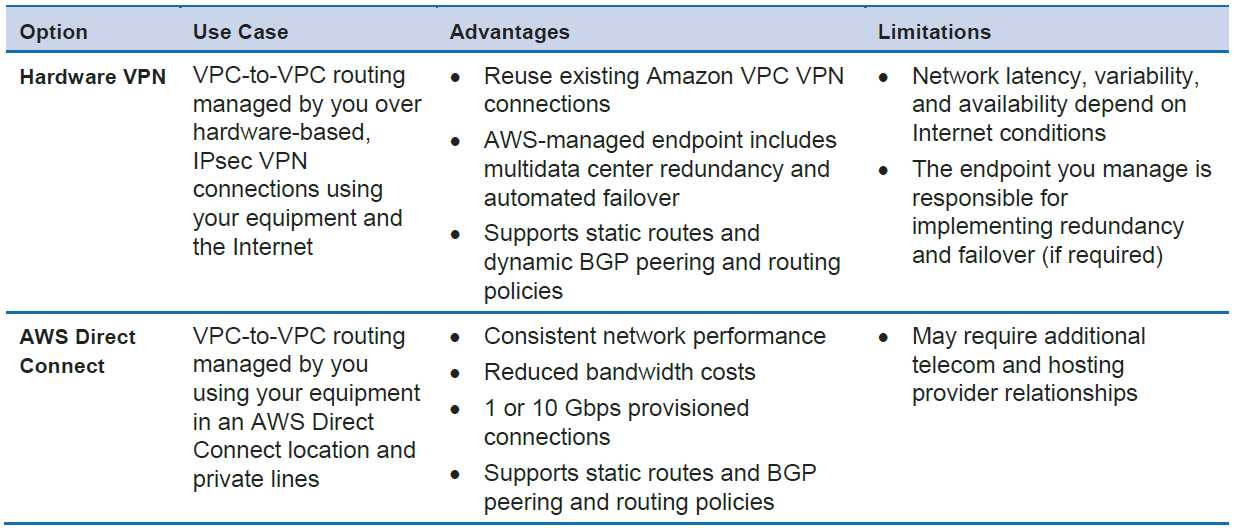 Option Use Case Advantages Limitations
Hardware VPN
VPC-to-VPC routing
managed by you over
hardware-based,
IPsec VPN
connections using
your equipment and
the Internet
● Reuse existing Amazon VPC VPN
connections
● AWS-managed endpoint includes
multidata center redundancy and
automated failover
● Supports static routes and
dynamic BGP peering and routing
policies
● Network latency, variability,
and availability depend on
Internet conditions
● The endpoint you manage is
responsible for
implementing redundancy
and failover (if required)
AWS Direct
Connect
VPC-to-VPC routing
managed by you
using your equipment
in an AWS Direct
Connect location and
private lines
● Consistent network performance
● Reduced bandwidth costs
● 1 or 10 Gbps provisioned
connections
● Supports static routes and BGP
peering and routing policies
● May require additional
telecom and hosting
provider relationships